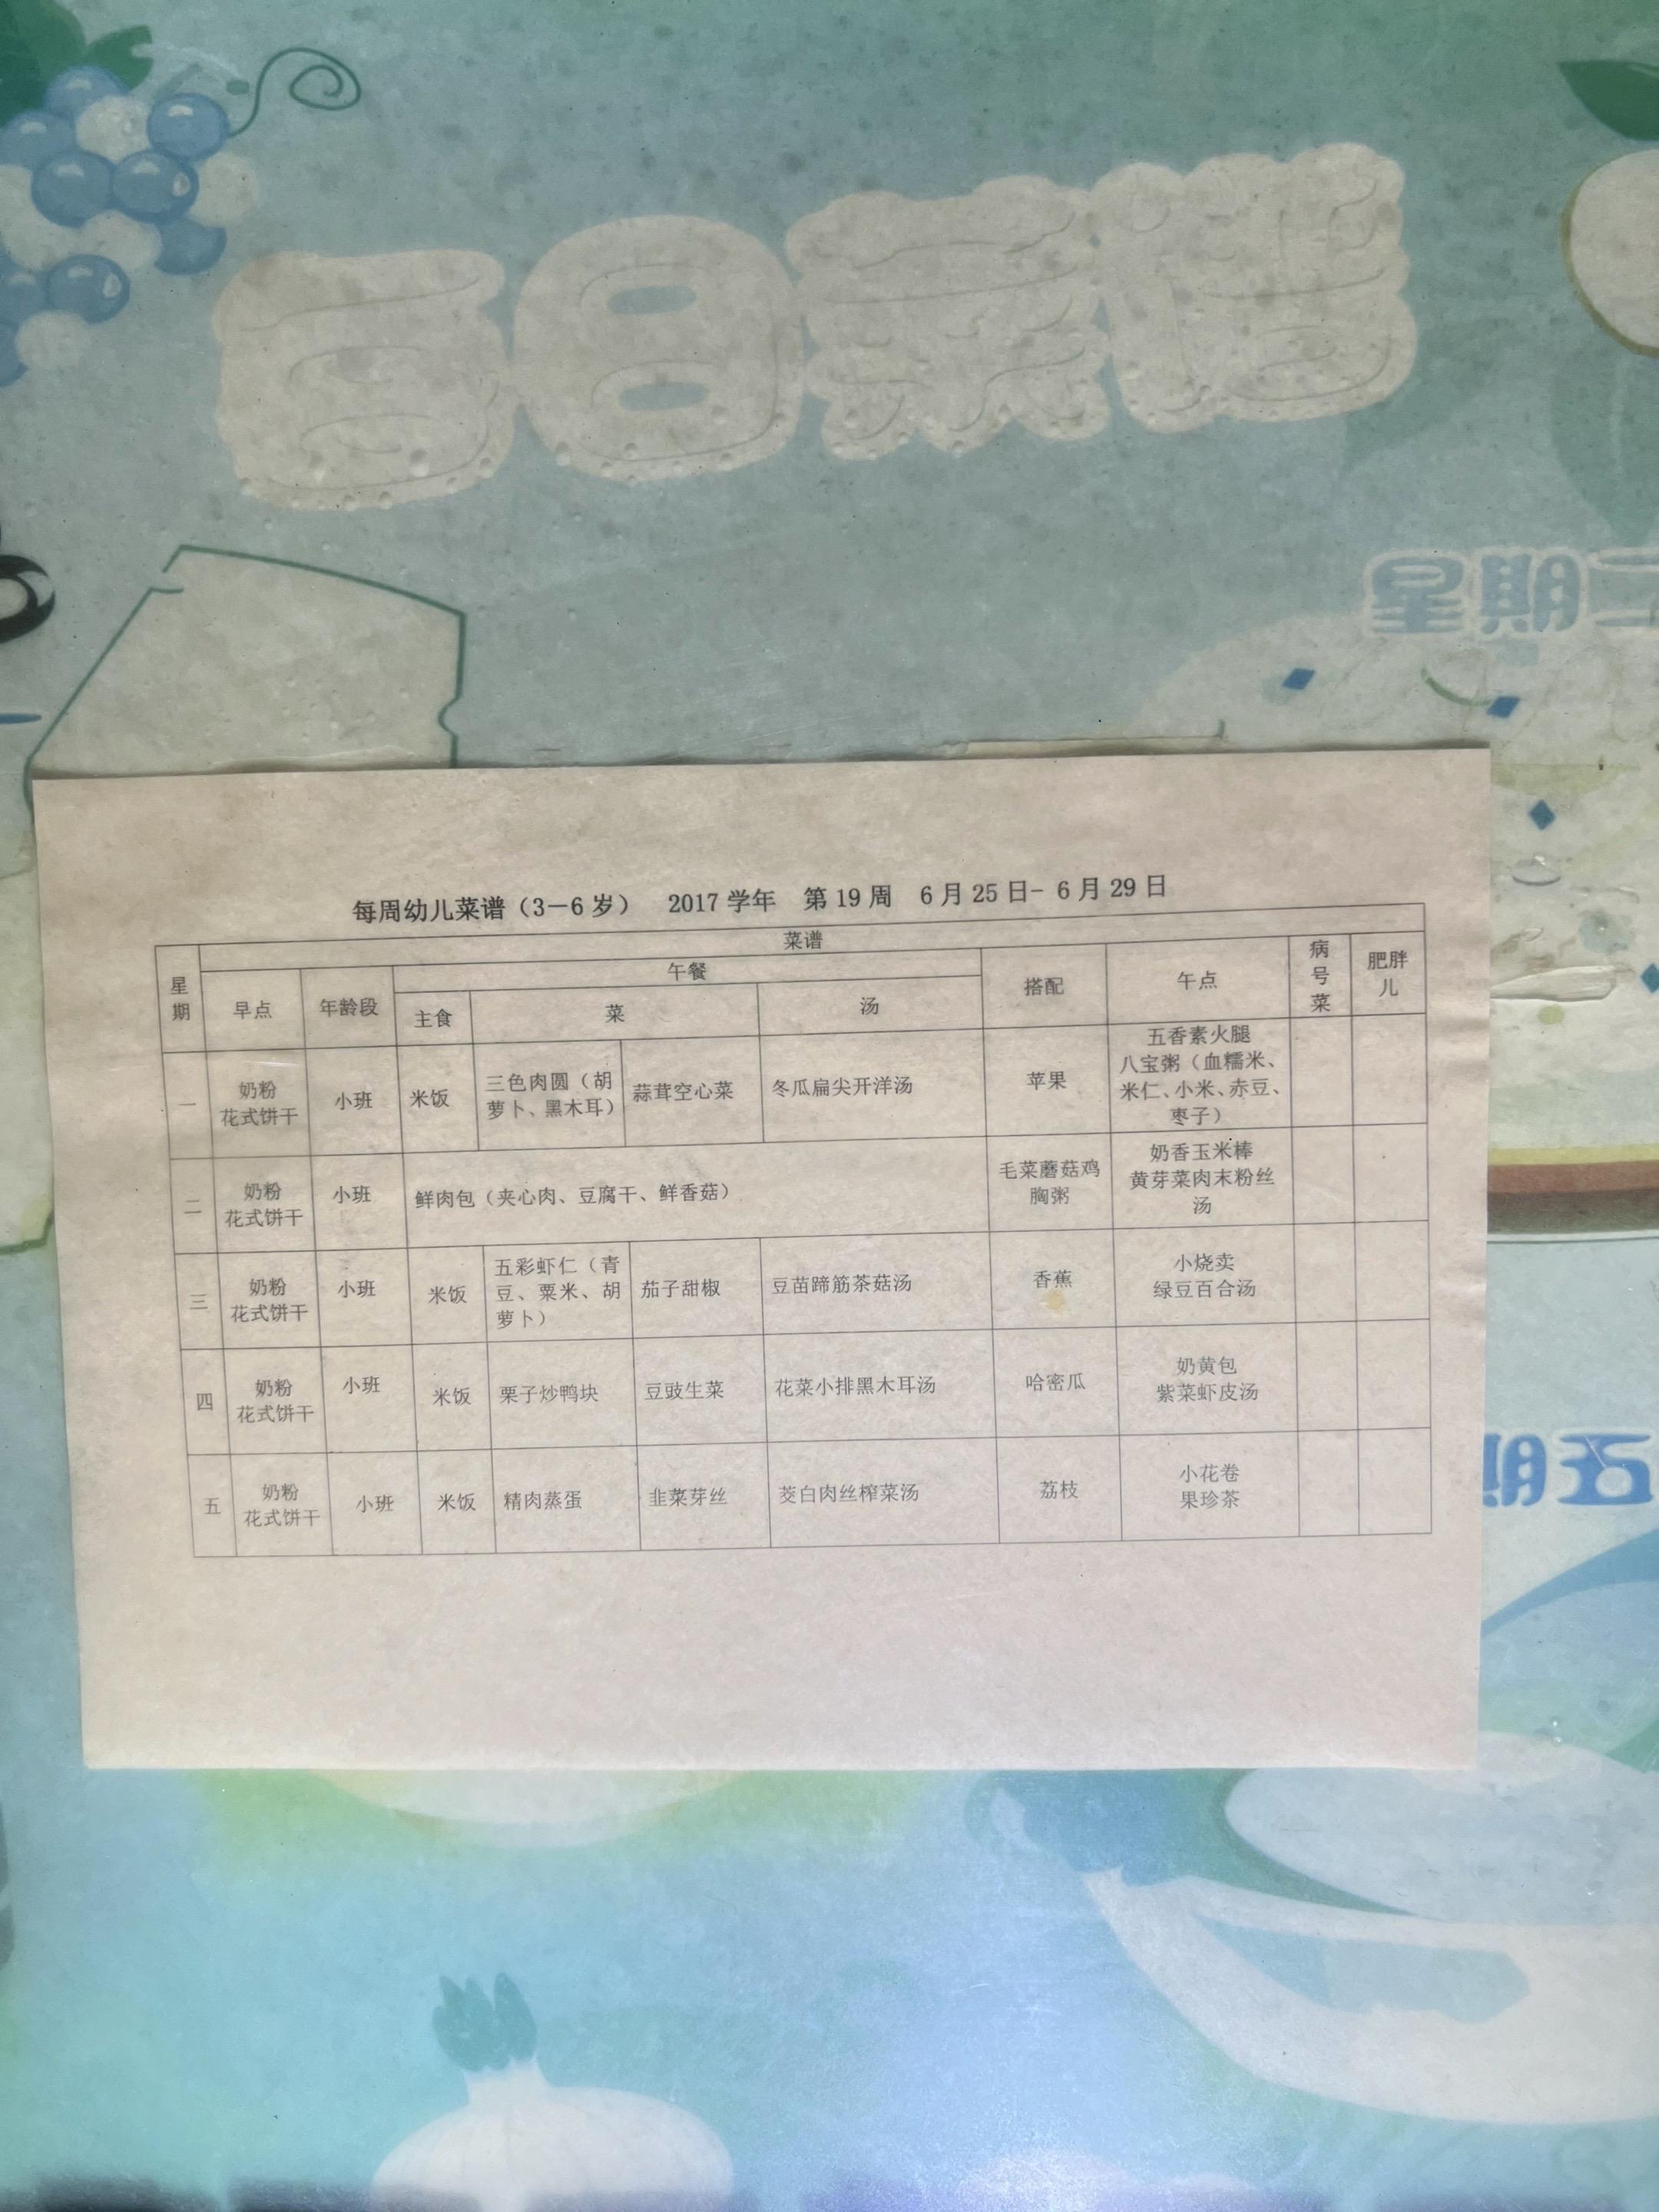 百日菜谱
星期二
每周幼儿菜谱（3－6岁） 2017学年 第19周 6月25日- 6月29日
菜谱
星期
早点
年龄段
午餐
主食
菜
汤
搭配
午点
病号菜
肥胖儿
一
奶粉
花式饼干
小班
米饭
三色肉圆（胡
萝卜、黑木耳）
蒜茸空心菜
冬瓜扁尖开洋汤
苹果
五香素火腿
八宝粥（血糯米、
米仁、小米、赤豆、
枣子）
二
奶粉
花式饼干
小班
鲜肉包（夹心肉、豆腐干、鲜香菇）
毛菜蘑菇鸡
胸粥
奶香玉米棒
黄芽菜肉末粉丝
汤
三
奶粉
花式饼干
小班
米饭
五彩虾仁（青
豆、粟米、胡
萝卜）
茄子甜椒
豆苗蹄筋茶菇汤
香蕉
小烧卖
绿豆百合汤
四
奶粉
花式饼干
小班
米饭
栗子炒鸭块
豆豉生菜
花菜小排黑木耳汤
哈密瓜
奶黄包
紫菜虾皮汤
五
奶粉
花式饼干
小班
米饭
精肉蒸蛋
韭菜芽丝
茭白肉丝榨菜汤
荔枝
小花卷
果珍茶
期五